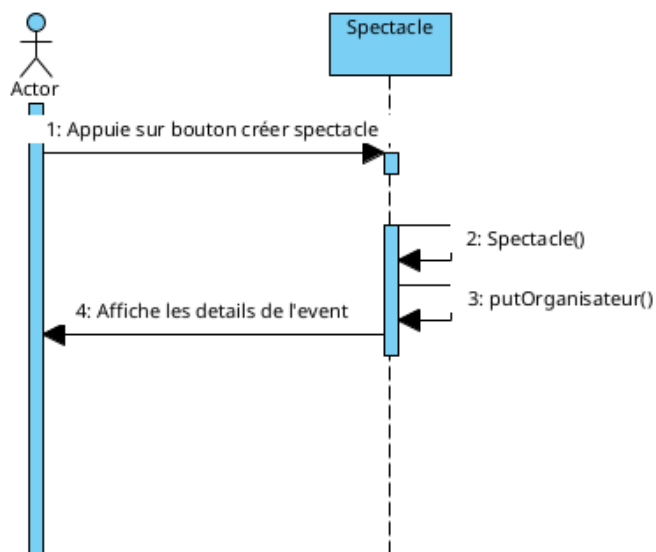 Spectacle
Actor
1: Appuie sur bouton créer spectacle
2: Spectacle()
3: putOrganisateur()
4: Affiche les details de l'event